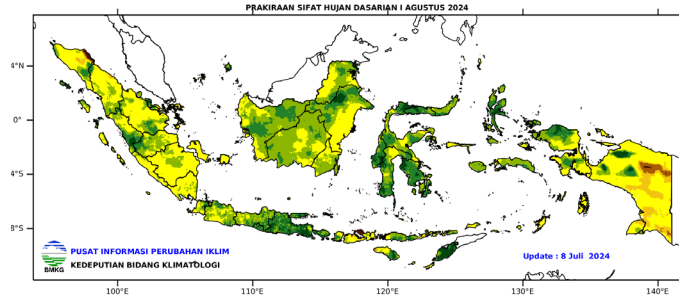 PRAKIRAAN SIFAT HUJAN DASARIAN I AGUSTUS 2024
4°N
0°
4°S
8°S
PUSAT INFORMASI PERUBAHAN IKLIM
KEDEPUTIAN BIDANG KLIMATOLOGI
BMKG
Update : 8 Juli 2024
100°E 110°E 120°E 130°E 140°E